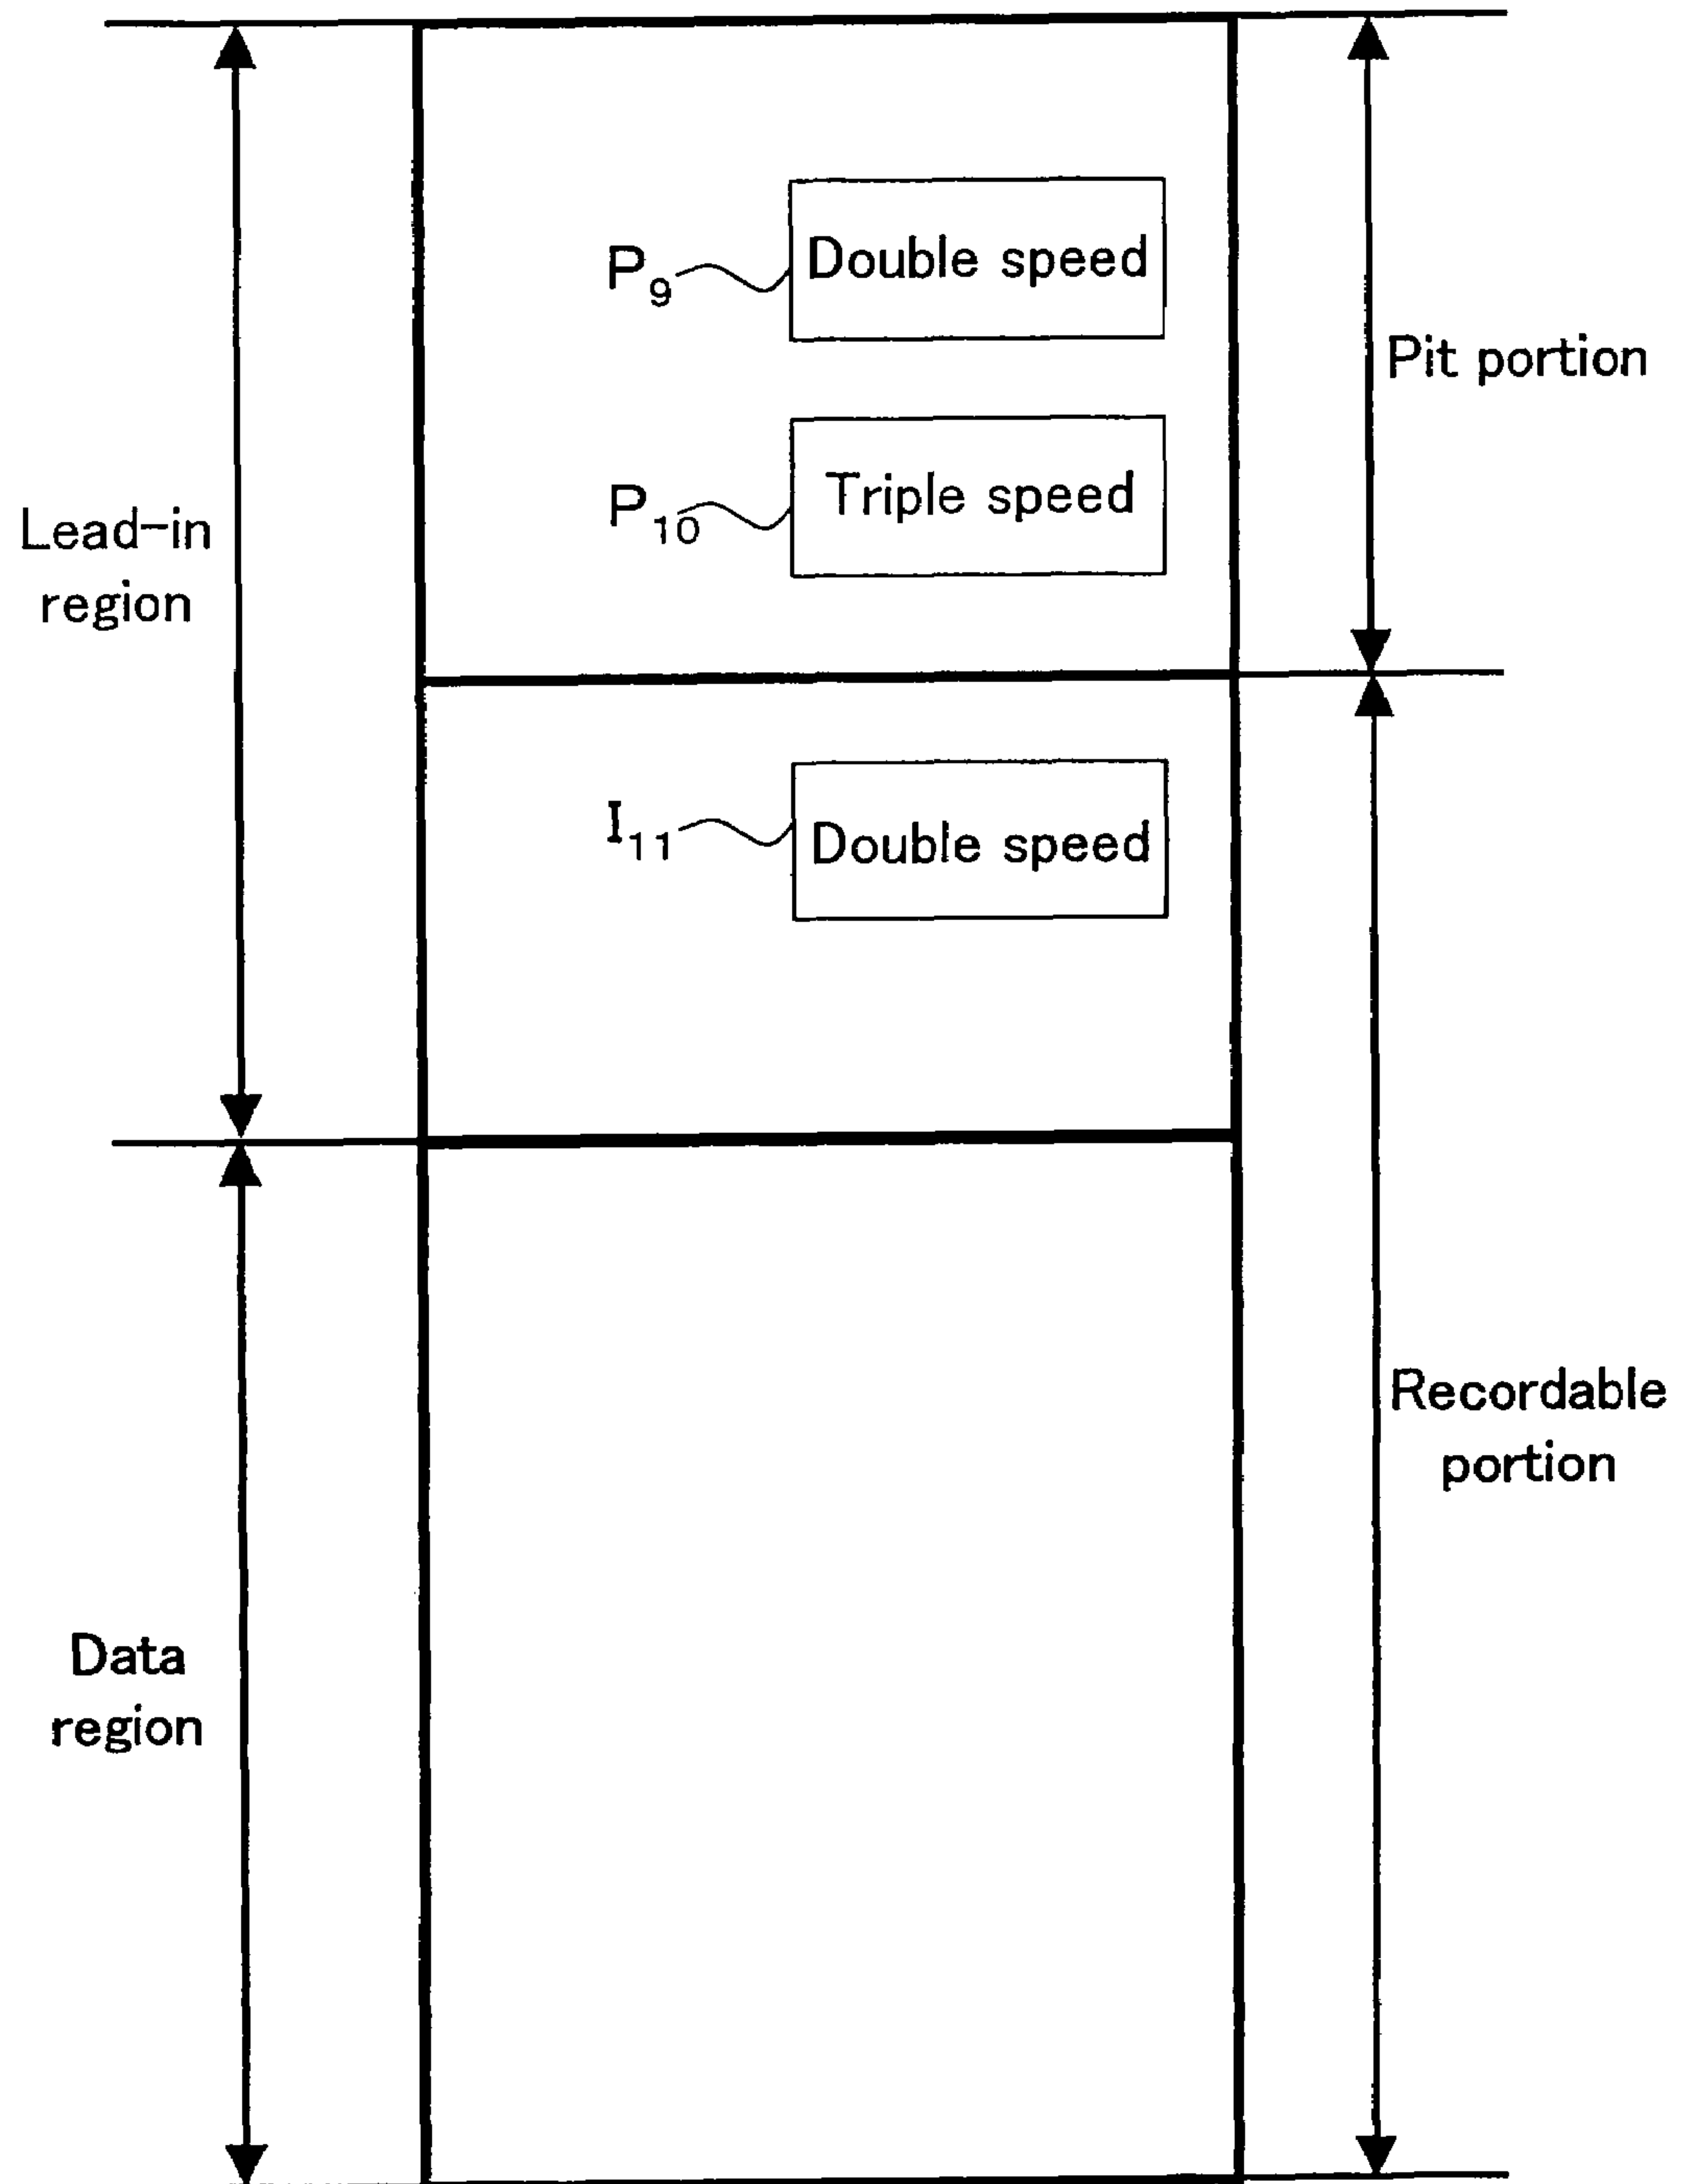 P9
Double speed
Pit portion
P10
Triple speed
Lead-in
region
I11
Double speed
Recordable
portion
Data
region